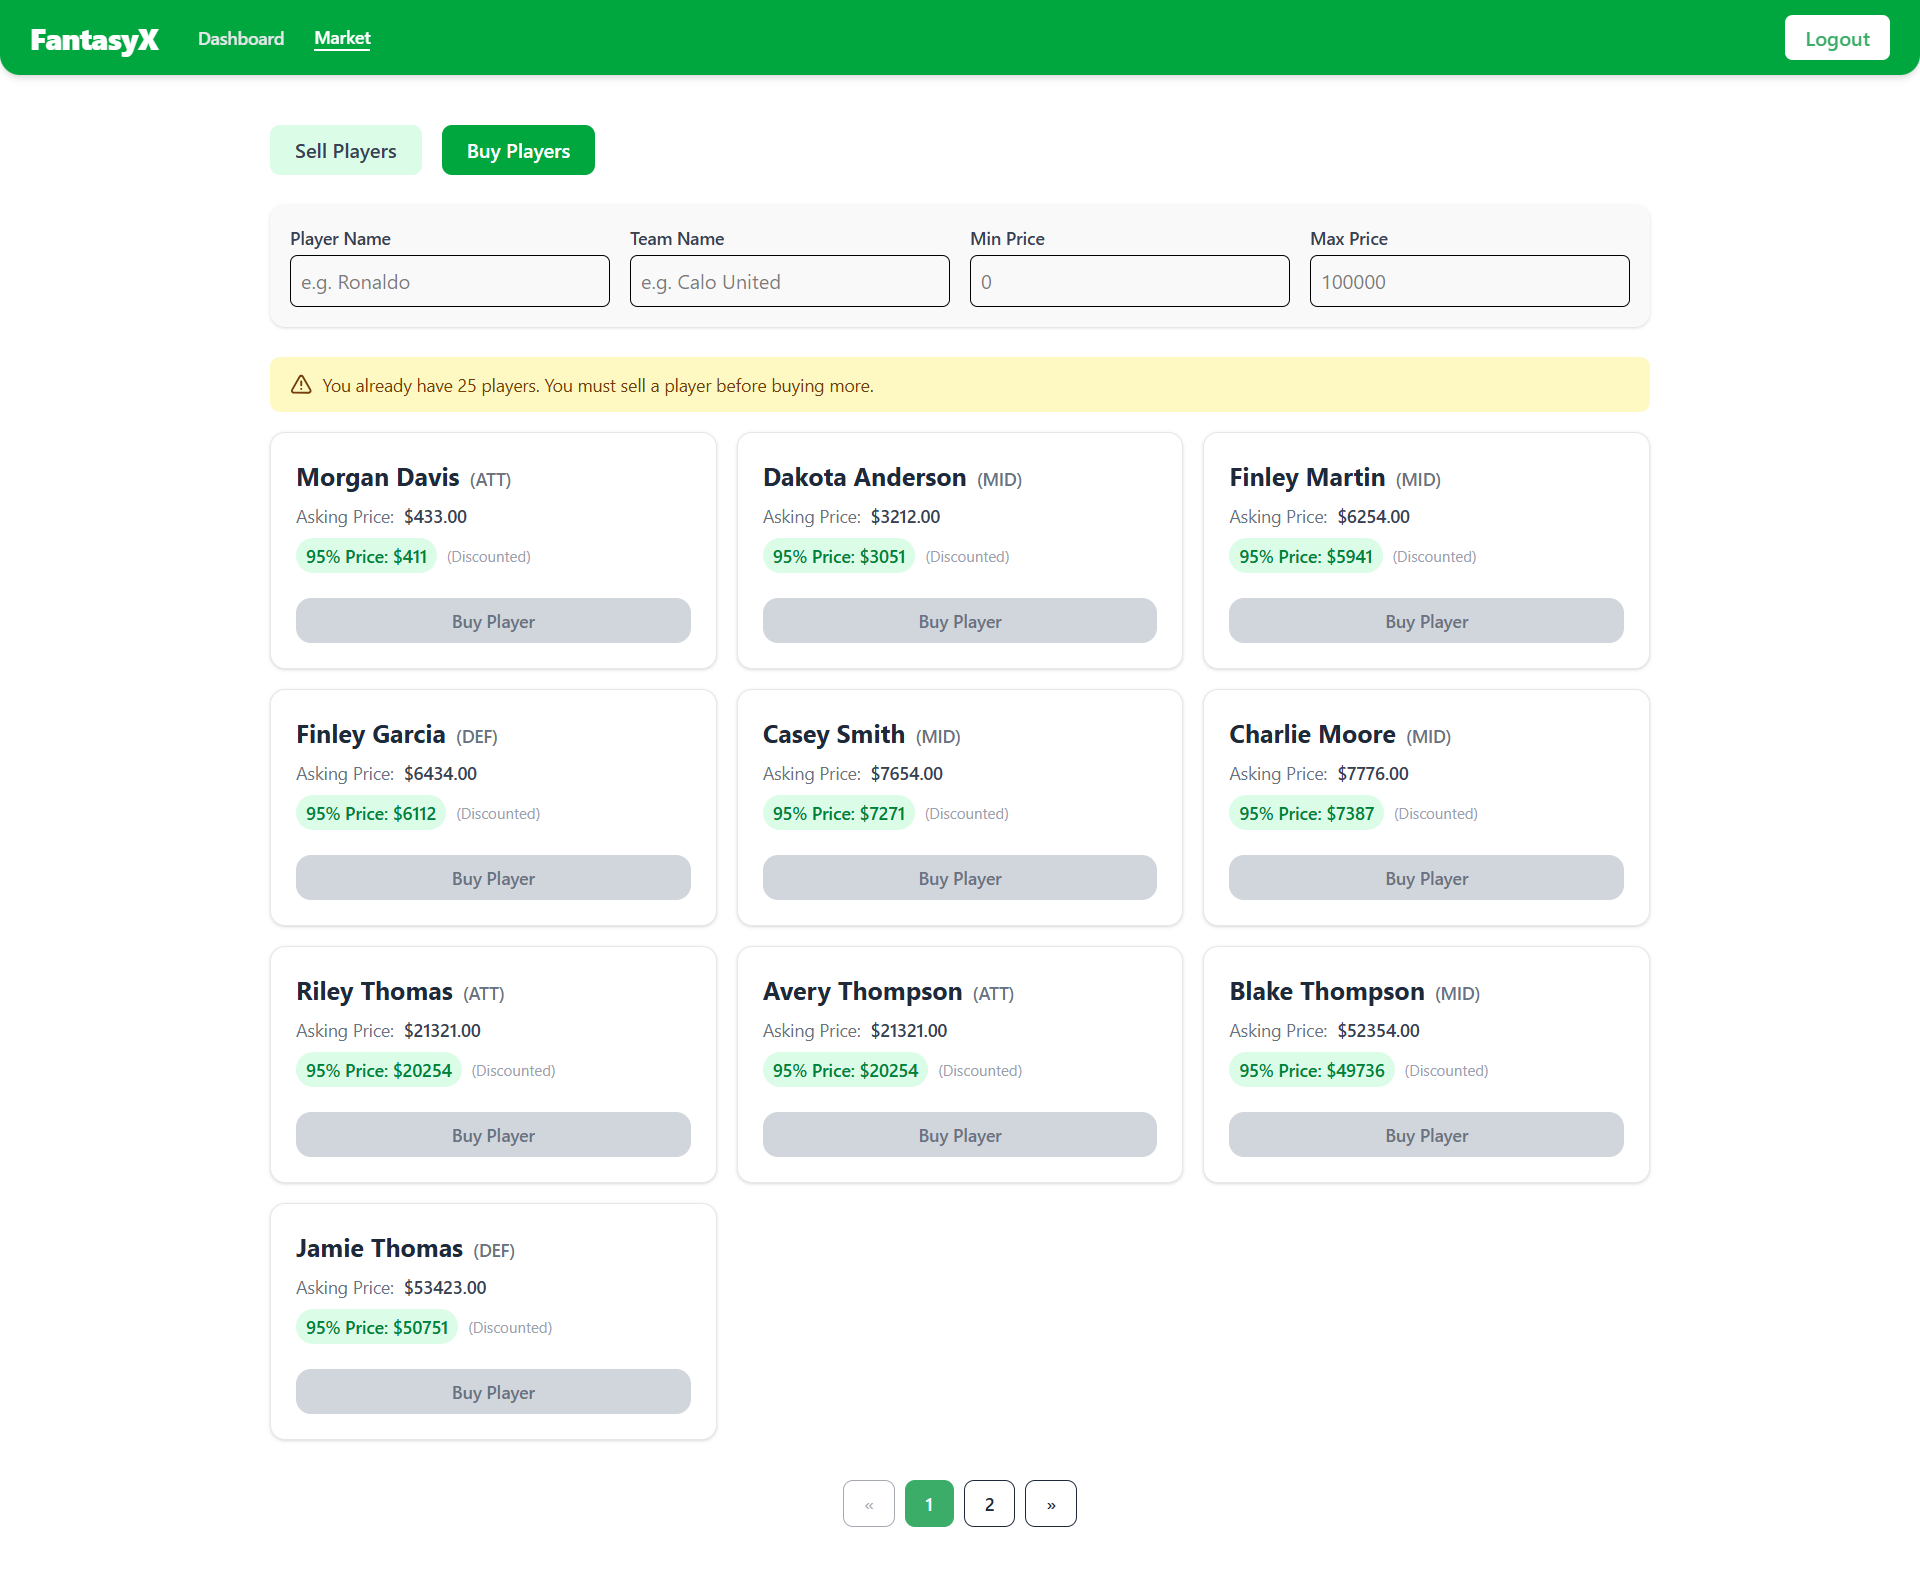 FantasyX Dashboard Market Logout
Sell Players Buy Players
Player Name Team Name Min Price Max Price
e.g. Ronaldo e.g. Calo United 0 100000
You already have 25 players. You must sell a player before buying more.
Morgan Davis (ATT)
Asking Price: $433.00
95% Price: $411 (Discounted)
Buy Player
Dakota Anderson (MID)
Asking Price: $3212.00
95% Price: $3051 (Discounted)
Buy Player
Finley Martin (MID)
Asking Price: $6254.00
95% Price: $5941 (Discounted)
Buy Player
Finley Garcia (DEF)
Asking Price: $6434.00
95% Price: $6112 (Discounted)
Buy Player
Casey Smith (MID)
Asking Price: $7654.00
95% Price: $7271 (Discounted)
Buy Player
Charlie Moore (MID)
Asking Price: $7776.00
95% Price: $7387 (Discounted)
Buy Player
Riley Thomas (ATT)
Asking Price: $21321.00
95% Price: $20254 (Discounted)
Buy Player
Avery Thompson (ATT)
Asking Price: $21321.00
95% Price: $20254 (Discounted)
Buy Player
Blake Thompson (MID)
Asking Price: $52354.00
95% Price: $49736 (Discounted)
Buy Player
Jamie Thomas (DEF)
Asking Price: $53423.00
95% Price: $50751 (Discounted)
Buy Player
« 1 2 »